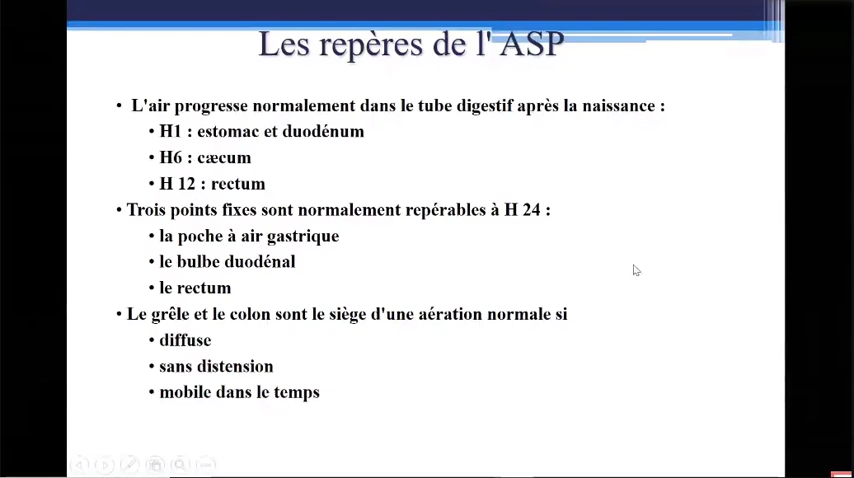 Les repères de l' ASP
• L'air progresse normalement dans le tube digestif après la naissance :
• H1 : estomac et duodénum
• H6 : cæcum
• H 12 : rectum
• Trois points fixes sont normalement repérables à H 24 :
• la poche à air gastrique
• le bulbe duodénal
• le rectum
• Le grêle et le colon sont le siège d'une aération normale si
• diffuse
• sans distension
• mobile dans le temps